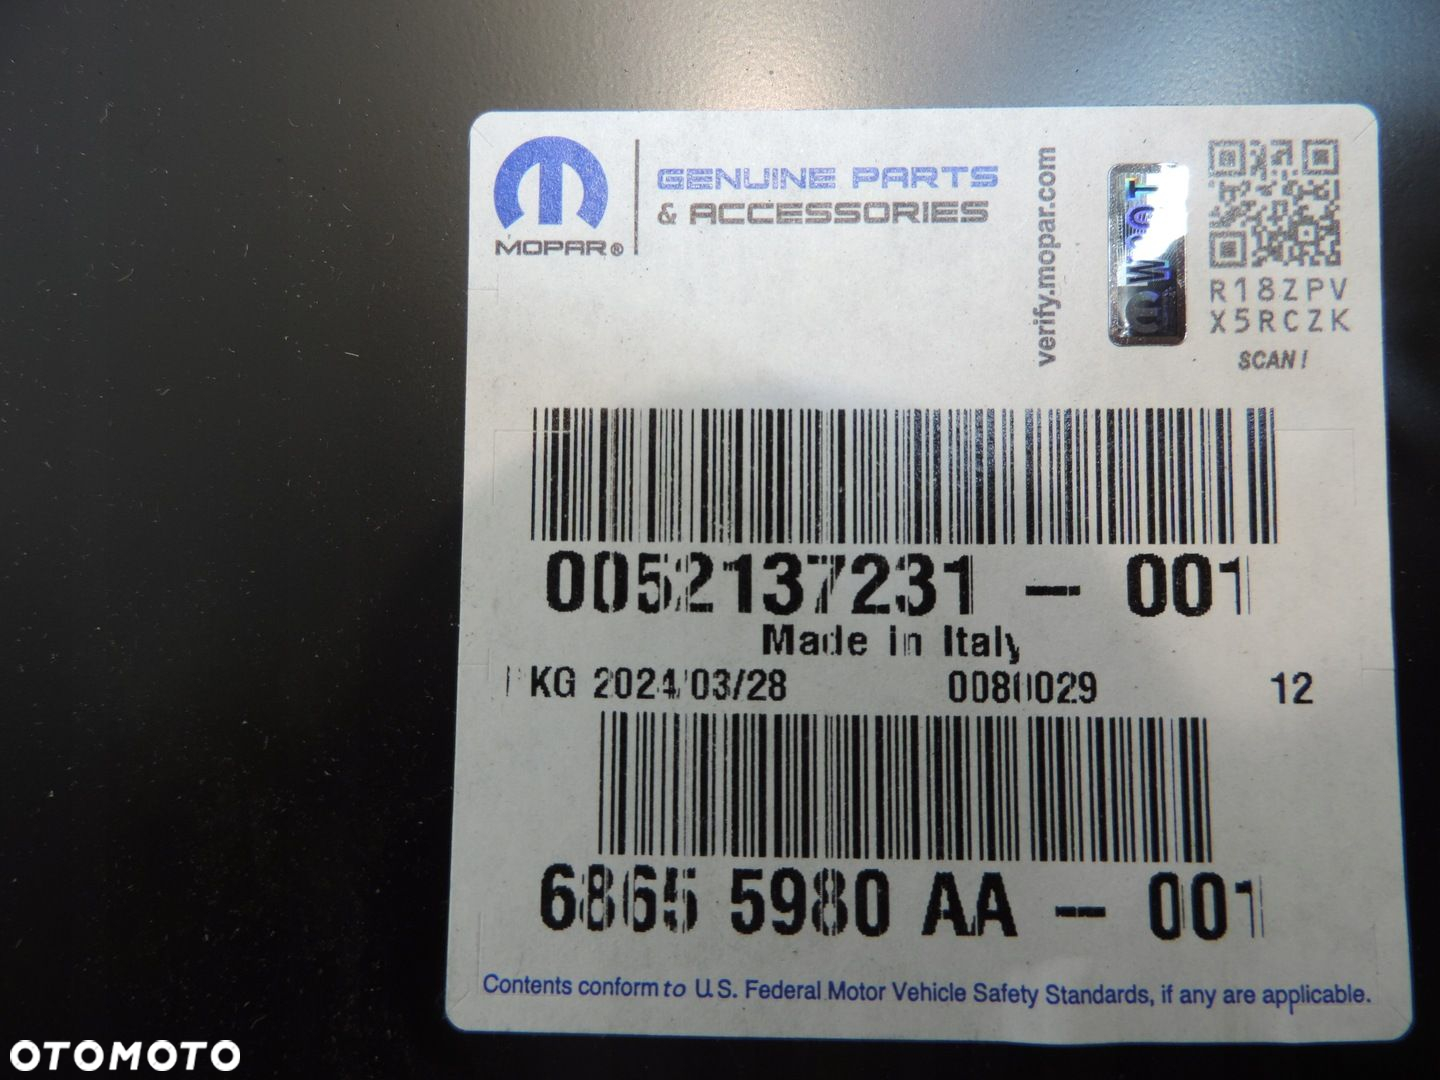 MOPAR®
GENUINE PARTS
& ACCESSORIES
verify.mopar.com
R18ZPV
X5RCZK
SCAN!
0052137231 - 001
Made in Italy
PKG 2024/03/28 0080029 12
6865 5980 AA - 001
Contents conform to U.S. Federal Motor Vehicle Safety Standards, if any are applicable.
OTOMOTO